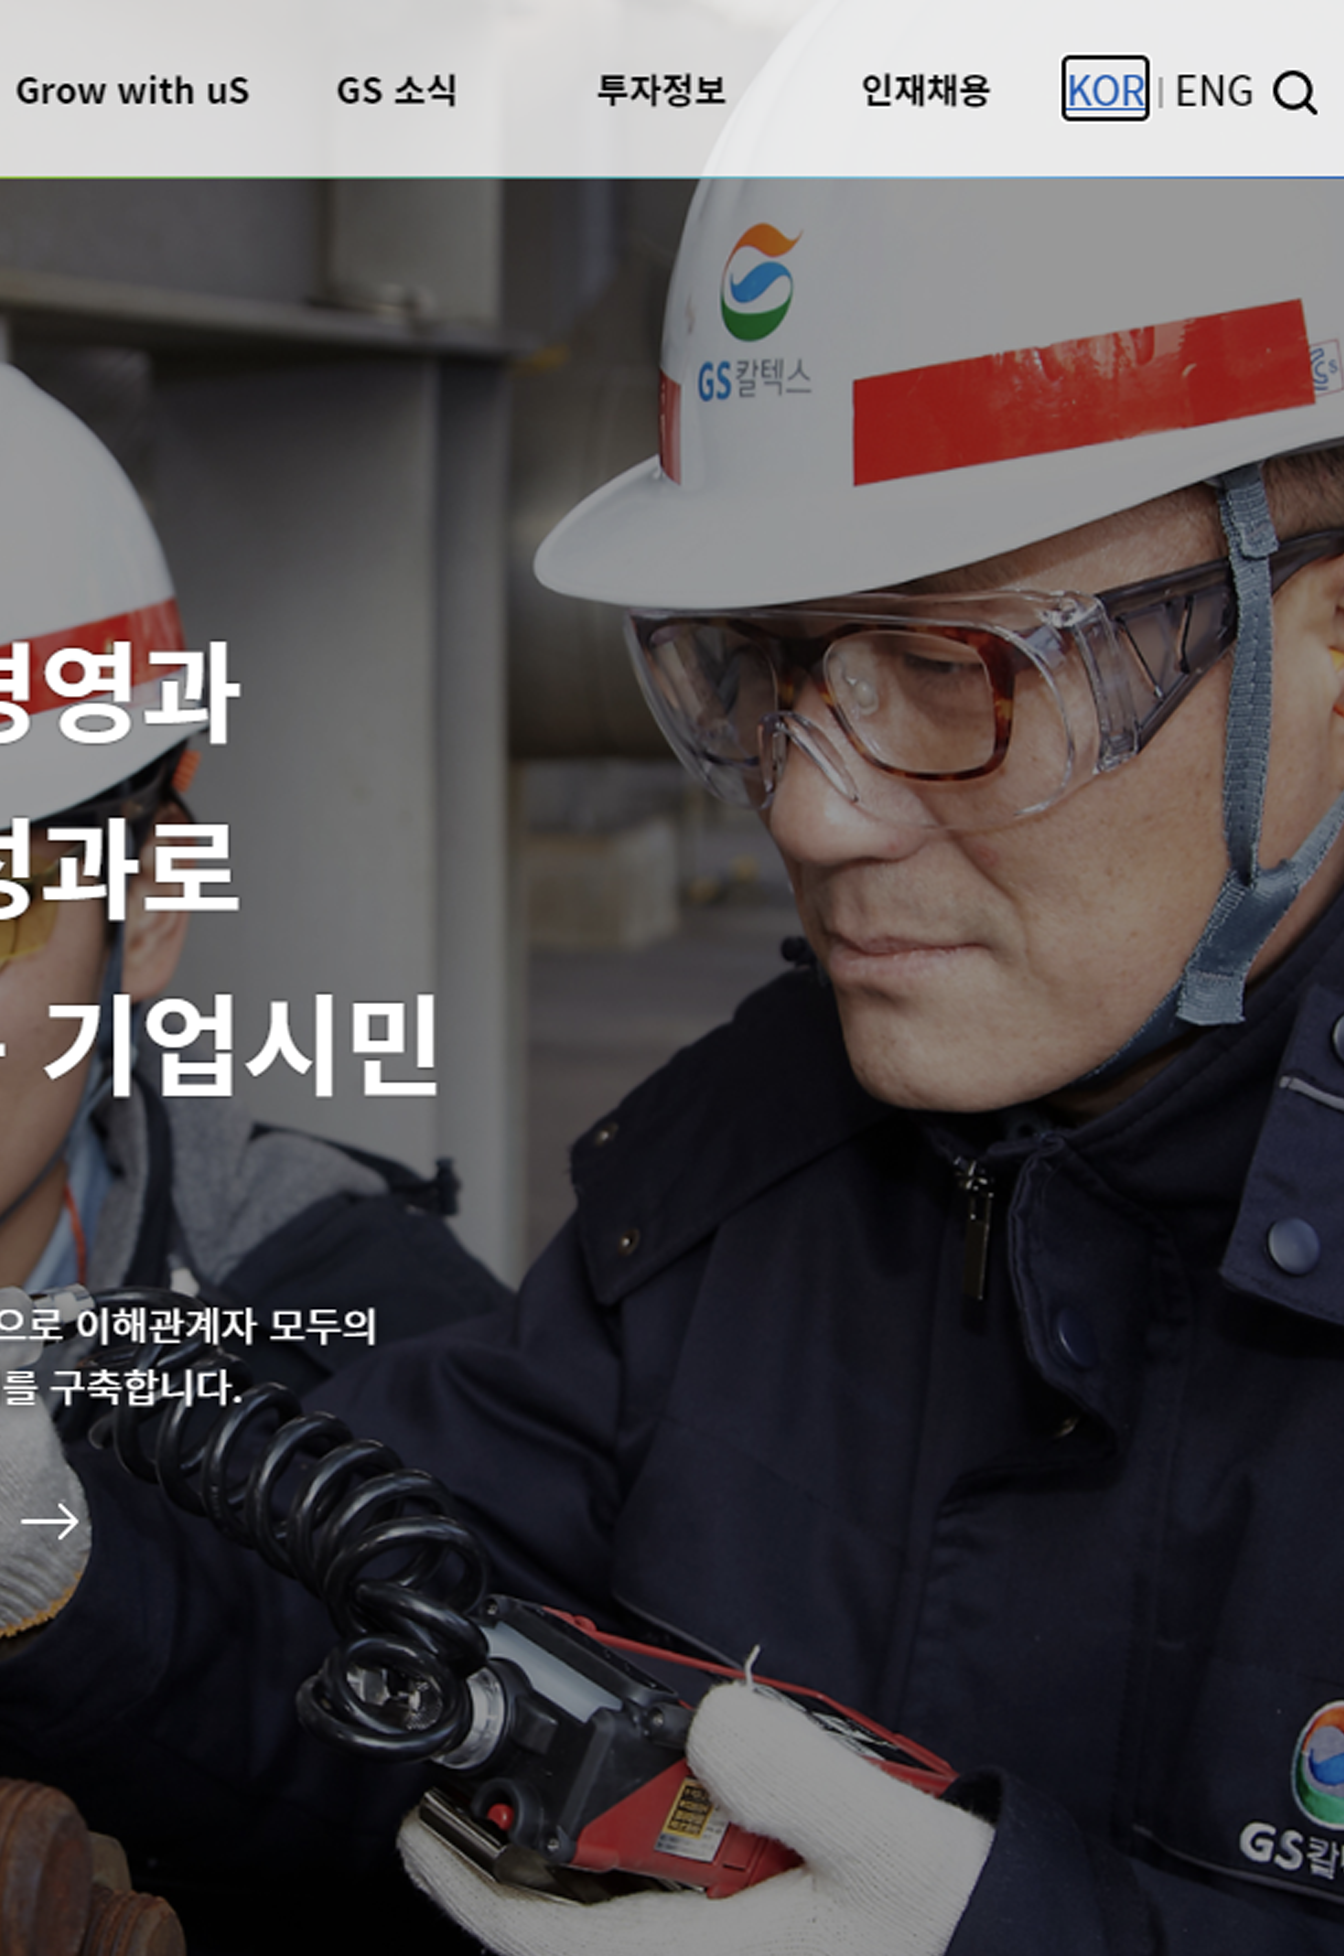 Grow with uS
GS 소식
투자정보
인재채용
KOR | ENG
GS칼텍스
영과
과로
기업시민
으로 이해관계자 모두의
를 구축합니다.
GS칼